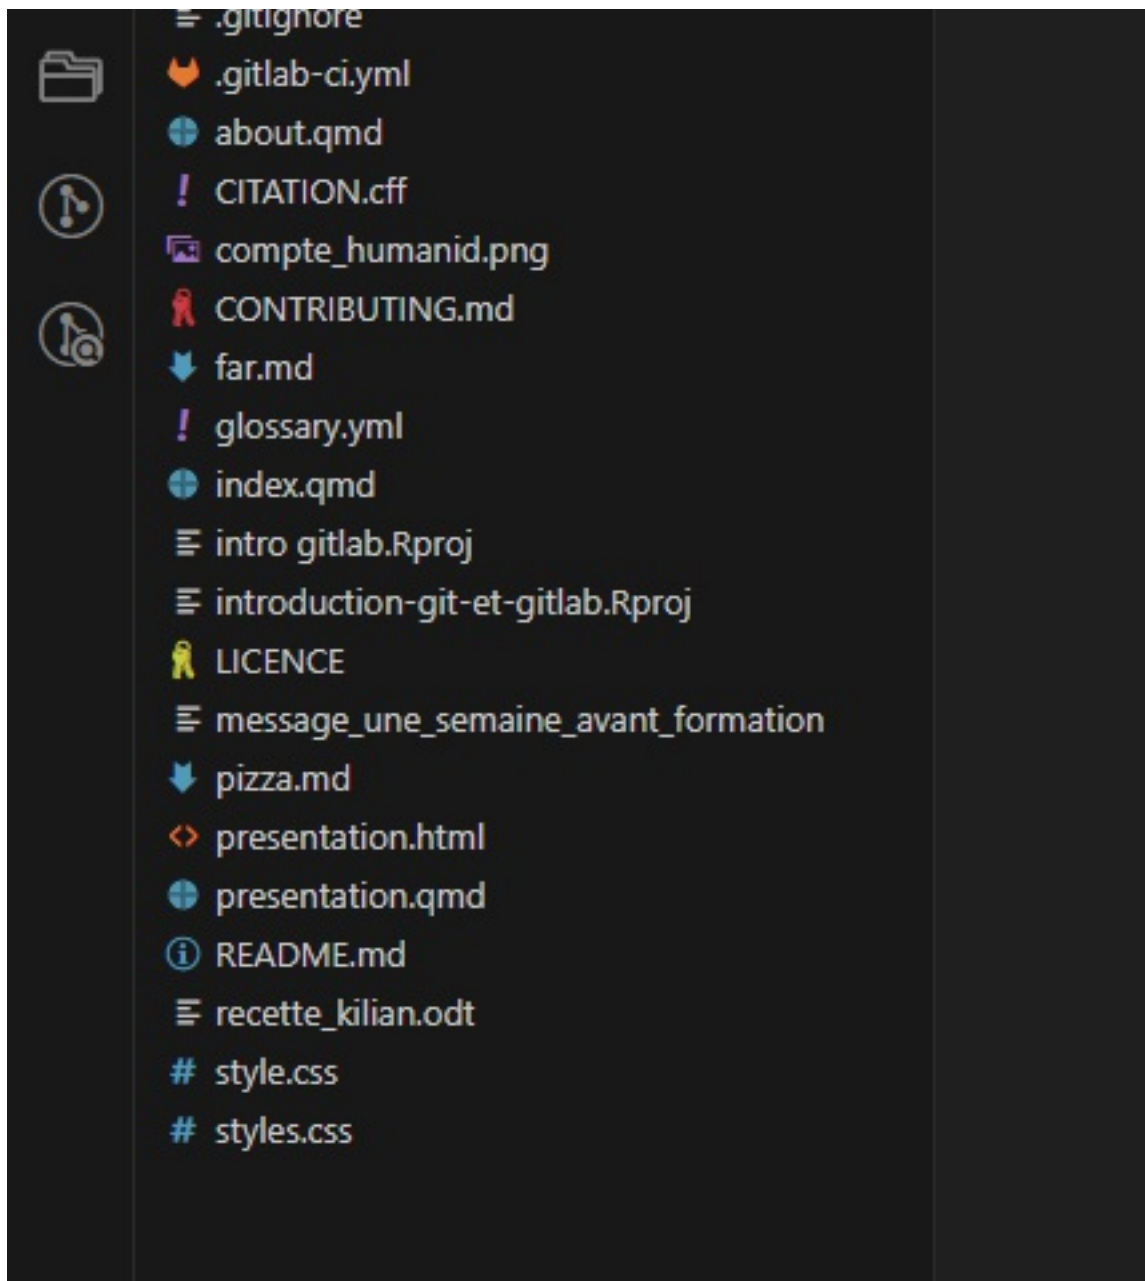 .gitignore
.gitlab-ci.yml
about.qmd
CITATION.cff
compte_humanid.png
CONTRIBUTING.md
far.md
glossary.yml
index.qmd
intro gitlab.Rproj
introduction-git-et-gitlab.Rproj
LICENCE
message_une_semaine_avant_formation
pizza.md
presentation.html
presentation.qmd
README.md
recette_kilian.odt
style.css
styles.css